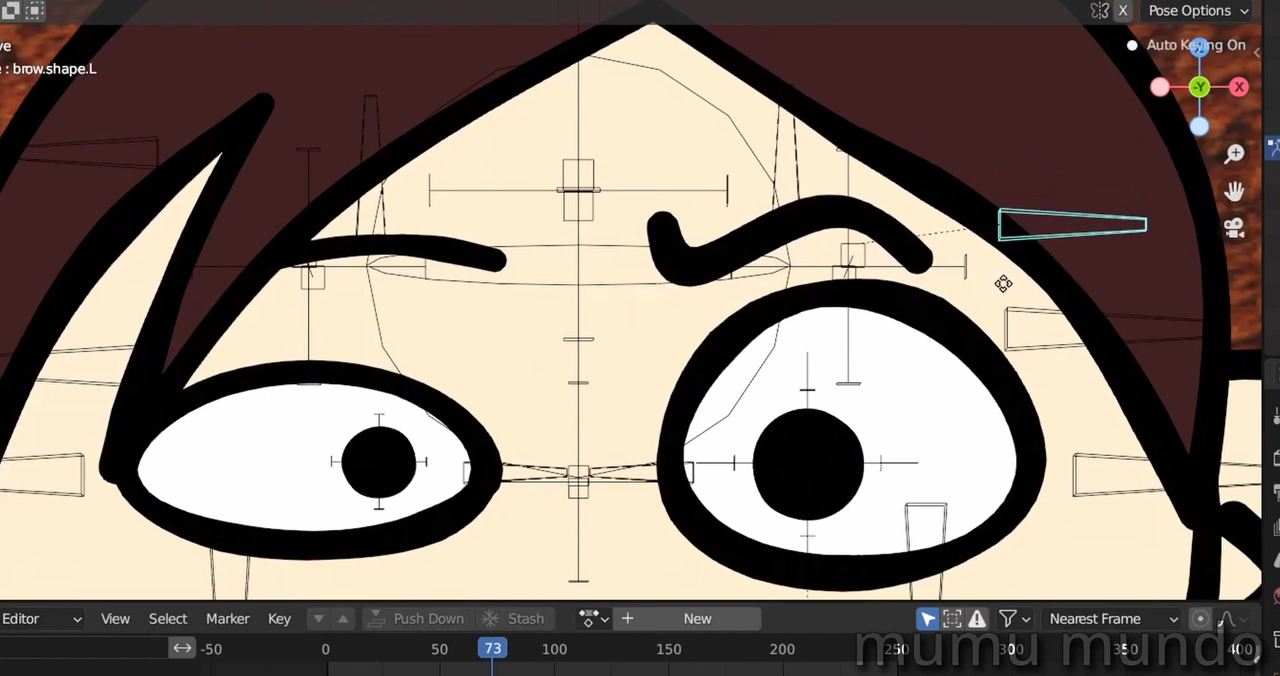 X Pose Options
ve Auto Keying On
: brow.shape.L
-Y X
Editor View Select Marker Key Push Down Stash New Nearest Frame
-50 0 50 73 100 150 200 250 300 350 400
mumu mundo